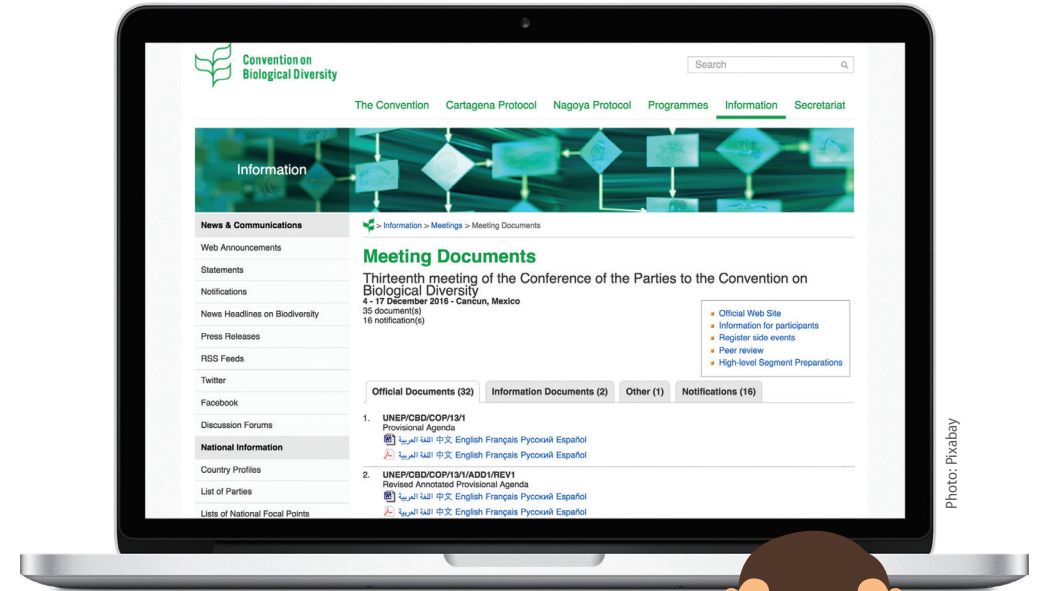 Convention on
Biological Diversity
Search
The Convention Cartagena Protocol Nagoya Protocol Programmes Information Secretariat
Information
News & Communications
Web Announcements
Statements
Notifications
News Headlines on Biodiversity
Press Releases
RSS Feeds
Twitter
Facebook
Discussion Forums
National Information
Country Profiles
List of Parties
Lists of National Focal Points
> Information > Meetings > Meeting Documents
Meeting Documents
Thirteenth meeting of the Conference of the Parties to the Convention on
Biological Diversity
4 - 17 December 2016 - Cancun, Mexico
35 document(s)
16 notification(s)
Official Web Site
Information for participants
Register side events
Peer review
High-level Segment Preparations
Official Documents (32) Information Documents (2) Other (1) Notifications (16)
1. UNEP/CBD/COP/13/1
Provisional Agenda
اللغة العربية 中文 English Français Русский Español
اللغة العربية 中文 English Français Русский Español
2. UNEP/CBD/COP/13/1/ADD1/REV1
Revised Annotated Provisional Agenda
اللغة العربية 中文 English Français Русский Español
اللغة العربية 中文 English Français Русский Español
Photo: Pixabay